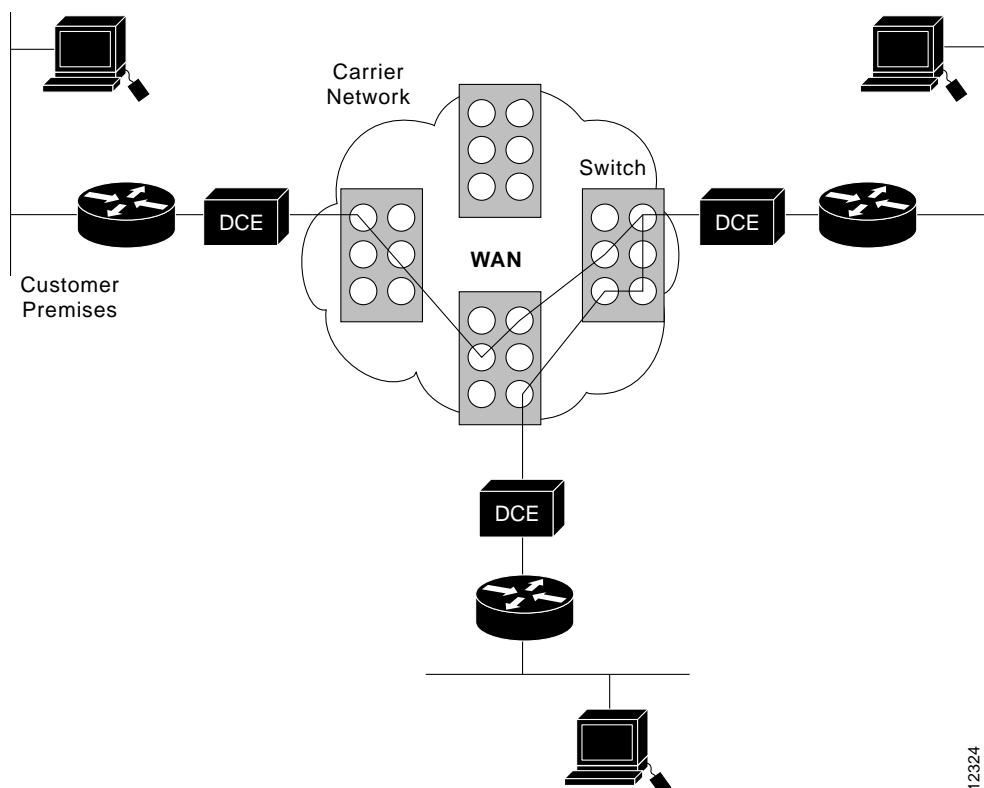 Carrier
Network
Switch
DCE
DCE
WAN
Customer
Premises
DCE
12324